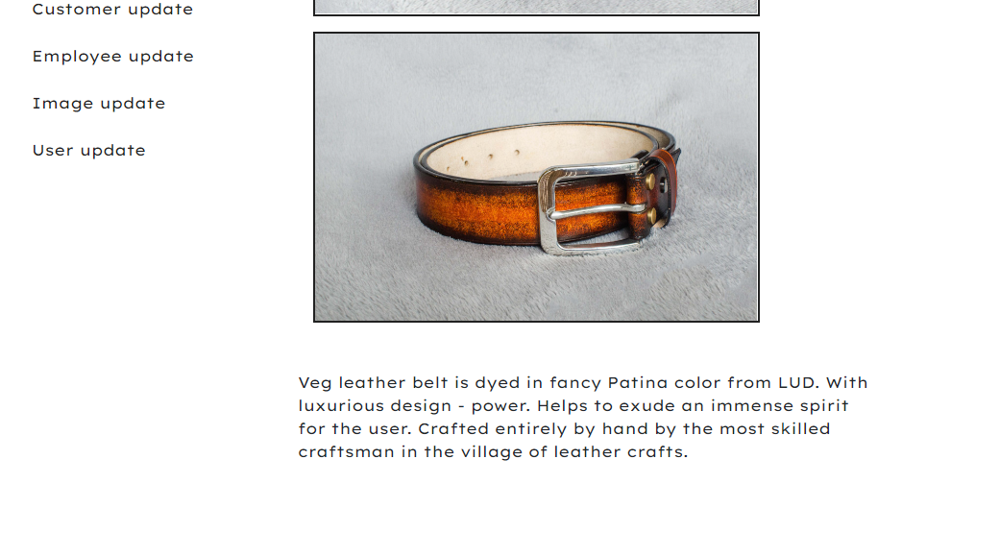 Customer update
Employee update
Image update
User update
Veg leather belt is dyed in fancy Patina color from LUD. With
luxurious design - power. Helps to exude an immense spirit
for the user. Crafted entirely by hand by the most skilled
craftsman in the village of leather crafts.